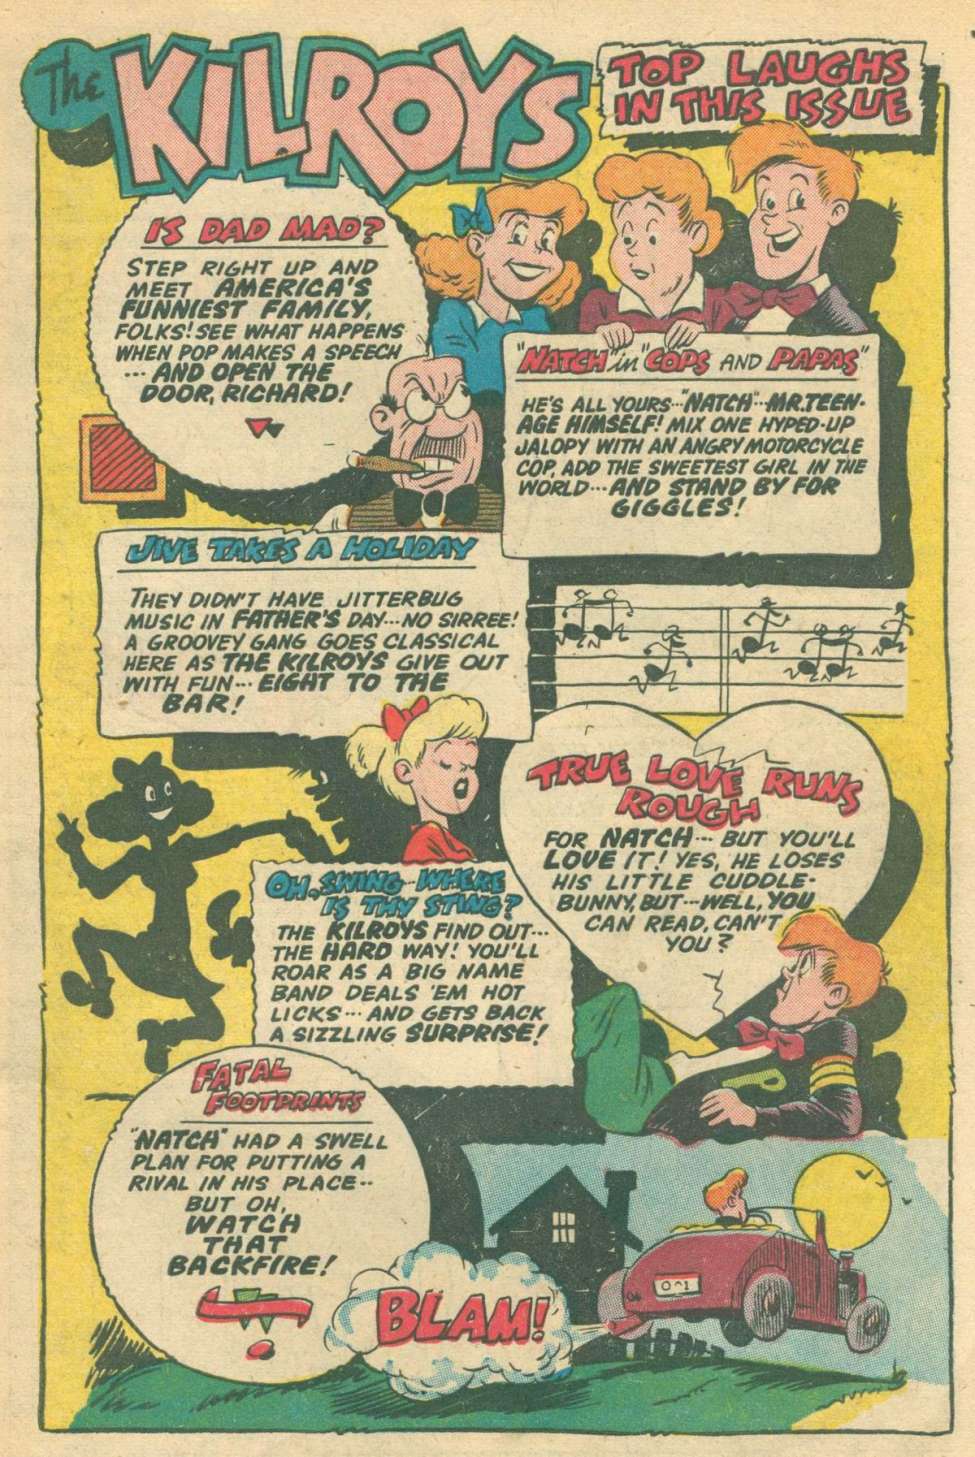 The
KILROYS
TOP LAUGHS
IN THIS ISSUE
IS DAD MAD?
STEP RIGHT UP AND
MEET AMERICA'S
FUNNIEST FAMILY,
FOLKS! SEE WHAT HAPPENS
WHEN POP MAKES A SPEECH
... AND OPEN THE
DOOR, RICHARD!
"NATCH" in "COPS AND PAPAS"
HE'S ALL YOURS..."NATCH"...MR. TEEN-
AGE HIMSELF! MIX ONE HYPED-UP
JALOPY WITH AN ANGRY MOTORCYCLE
COP, ADD THE SWEETEST GIRL IN THE
WORLD... AND STAND BY FOR
GIGGLES!
JIVE TAKES A HOLIDAY
THEY DIDN'T HAVE JITTERBUG
MUSIC IN FATHER'S DAY...NO SIRREE!
A GROOVEY GANG GOES CLASSICAL
HERE AS THE KILROYS GIVE OUT
WITH FUN... EIGHT TO THE
BAR!
TRUE LOVE RUNS
ROUGH
FOR NATCH... BUT YOU'LL
LOVE IT! YES, HE LOSES
HIS LITTLE CUDDLE-
BUNNY, BUT...WELL, YOU
CAN READ, CAN'T
YOU?
OH, SWING...WHERE
IS THY STING?
THE KILROYS FIND OUT...
THE HARD WAY! YOU'LL
ROAR AS A BIG NAME
BAND DEALS 'EM HOT
LICKS... AND GETS BACK
A SIZZLING SURPRISE!
FATAL
FOOTPRINTS
"NATCH" HAD A SWELL
PLAN FOR PUTTING A
RIVAL IN HIS PLACE..
BUT OH,
WATCH
THAT
BACKFIRE!
BLAM!